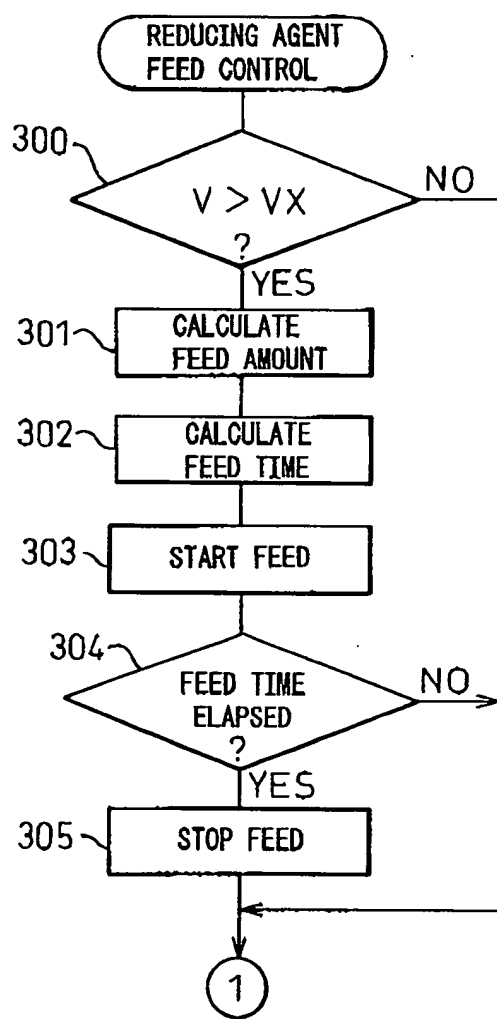 REDUCING AGENT
FEED CONTROL
300
V > VX
?
NO
YES
301
CALCULATE
FEED AMOUNT
302
CALCULATE
FEED TIME
303
START FEED
304
FEED TIME
ELAPSED
?
NO
YES
305
STOP FEED
1